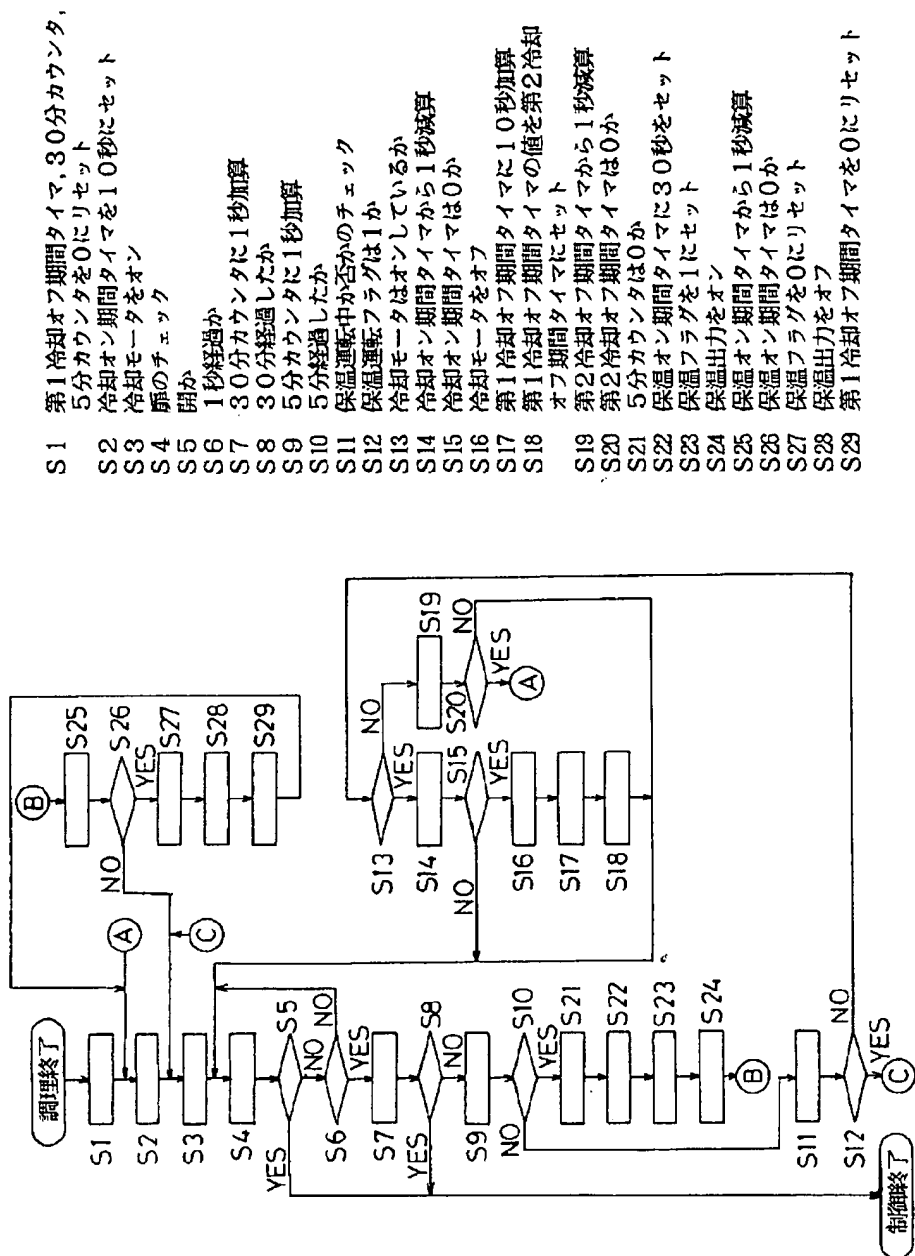 S1 第1冷却オフ期間タイマ，30分カウンタ，
5分カウンタを0にリセット
S2 冷却オン期間タイマを10秒にセット
S3 冷却モータをオン
S4 扉のチェック
S5 開か
S6 1秒経過か
S7 30分カウンタに1秒加算
S8 30分経過したか
S9 5分カウンタに1秒加算
S10 5分経過したか
S11 保温運転中か否かのチェック
S12 保温運転フラグは1か
S13 冷却モータはオンしているか
S14 冷却オン期間タイマから1秒減算
S15 冷却オン期間タイマは0か
S16 冷却モータをオフ
S17 第1冷却オフ期間タイマに10秒加算
S18 第1冷却オフ期間タイマの値を第2冷却
オフ期間タイマにセット
S19 第2冷却オフ期間タイマから1秒減算
S20 第2冷却オフ期間タイマは0か
S21 5分カウンタは0か
S22 保温オン期間タイマに30秒をセット
S23 保温フラグを1にセット
S24 保温出力をオン
S25 保温オン期間タイマから1秒減算
S26 保温オン期間タイマは0か
S27 保温フラグを0にリセット
S28 保温出力をオフ
S29 第1冷却オフ期間タイマを0にリセット
調理終了
S1
S2
S3
S4
S5
YES
NO
S6
NO
YES
S7
S8
YES
NO
S9
S10
NO
YES
S21
S22
S23
S24
B
S11
S12
NO
YES
C
制御終了
A
C
B
S25
S26
NO
YES
S27
S28
S29
S13
NO
YES
S14
S15
NO
YES
S16
S17
S18
S19
S20
NO
YES
A